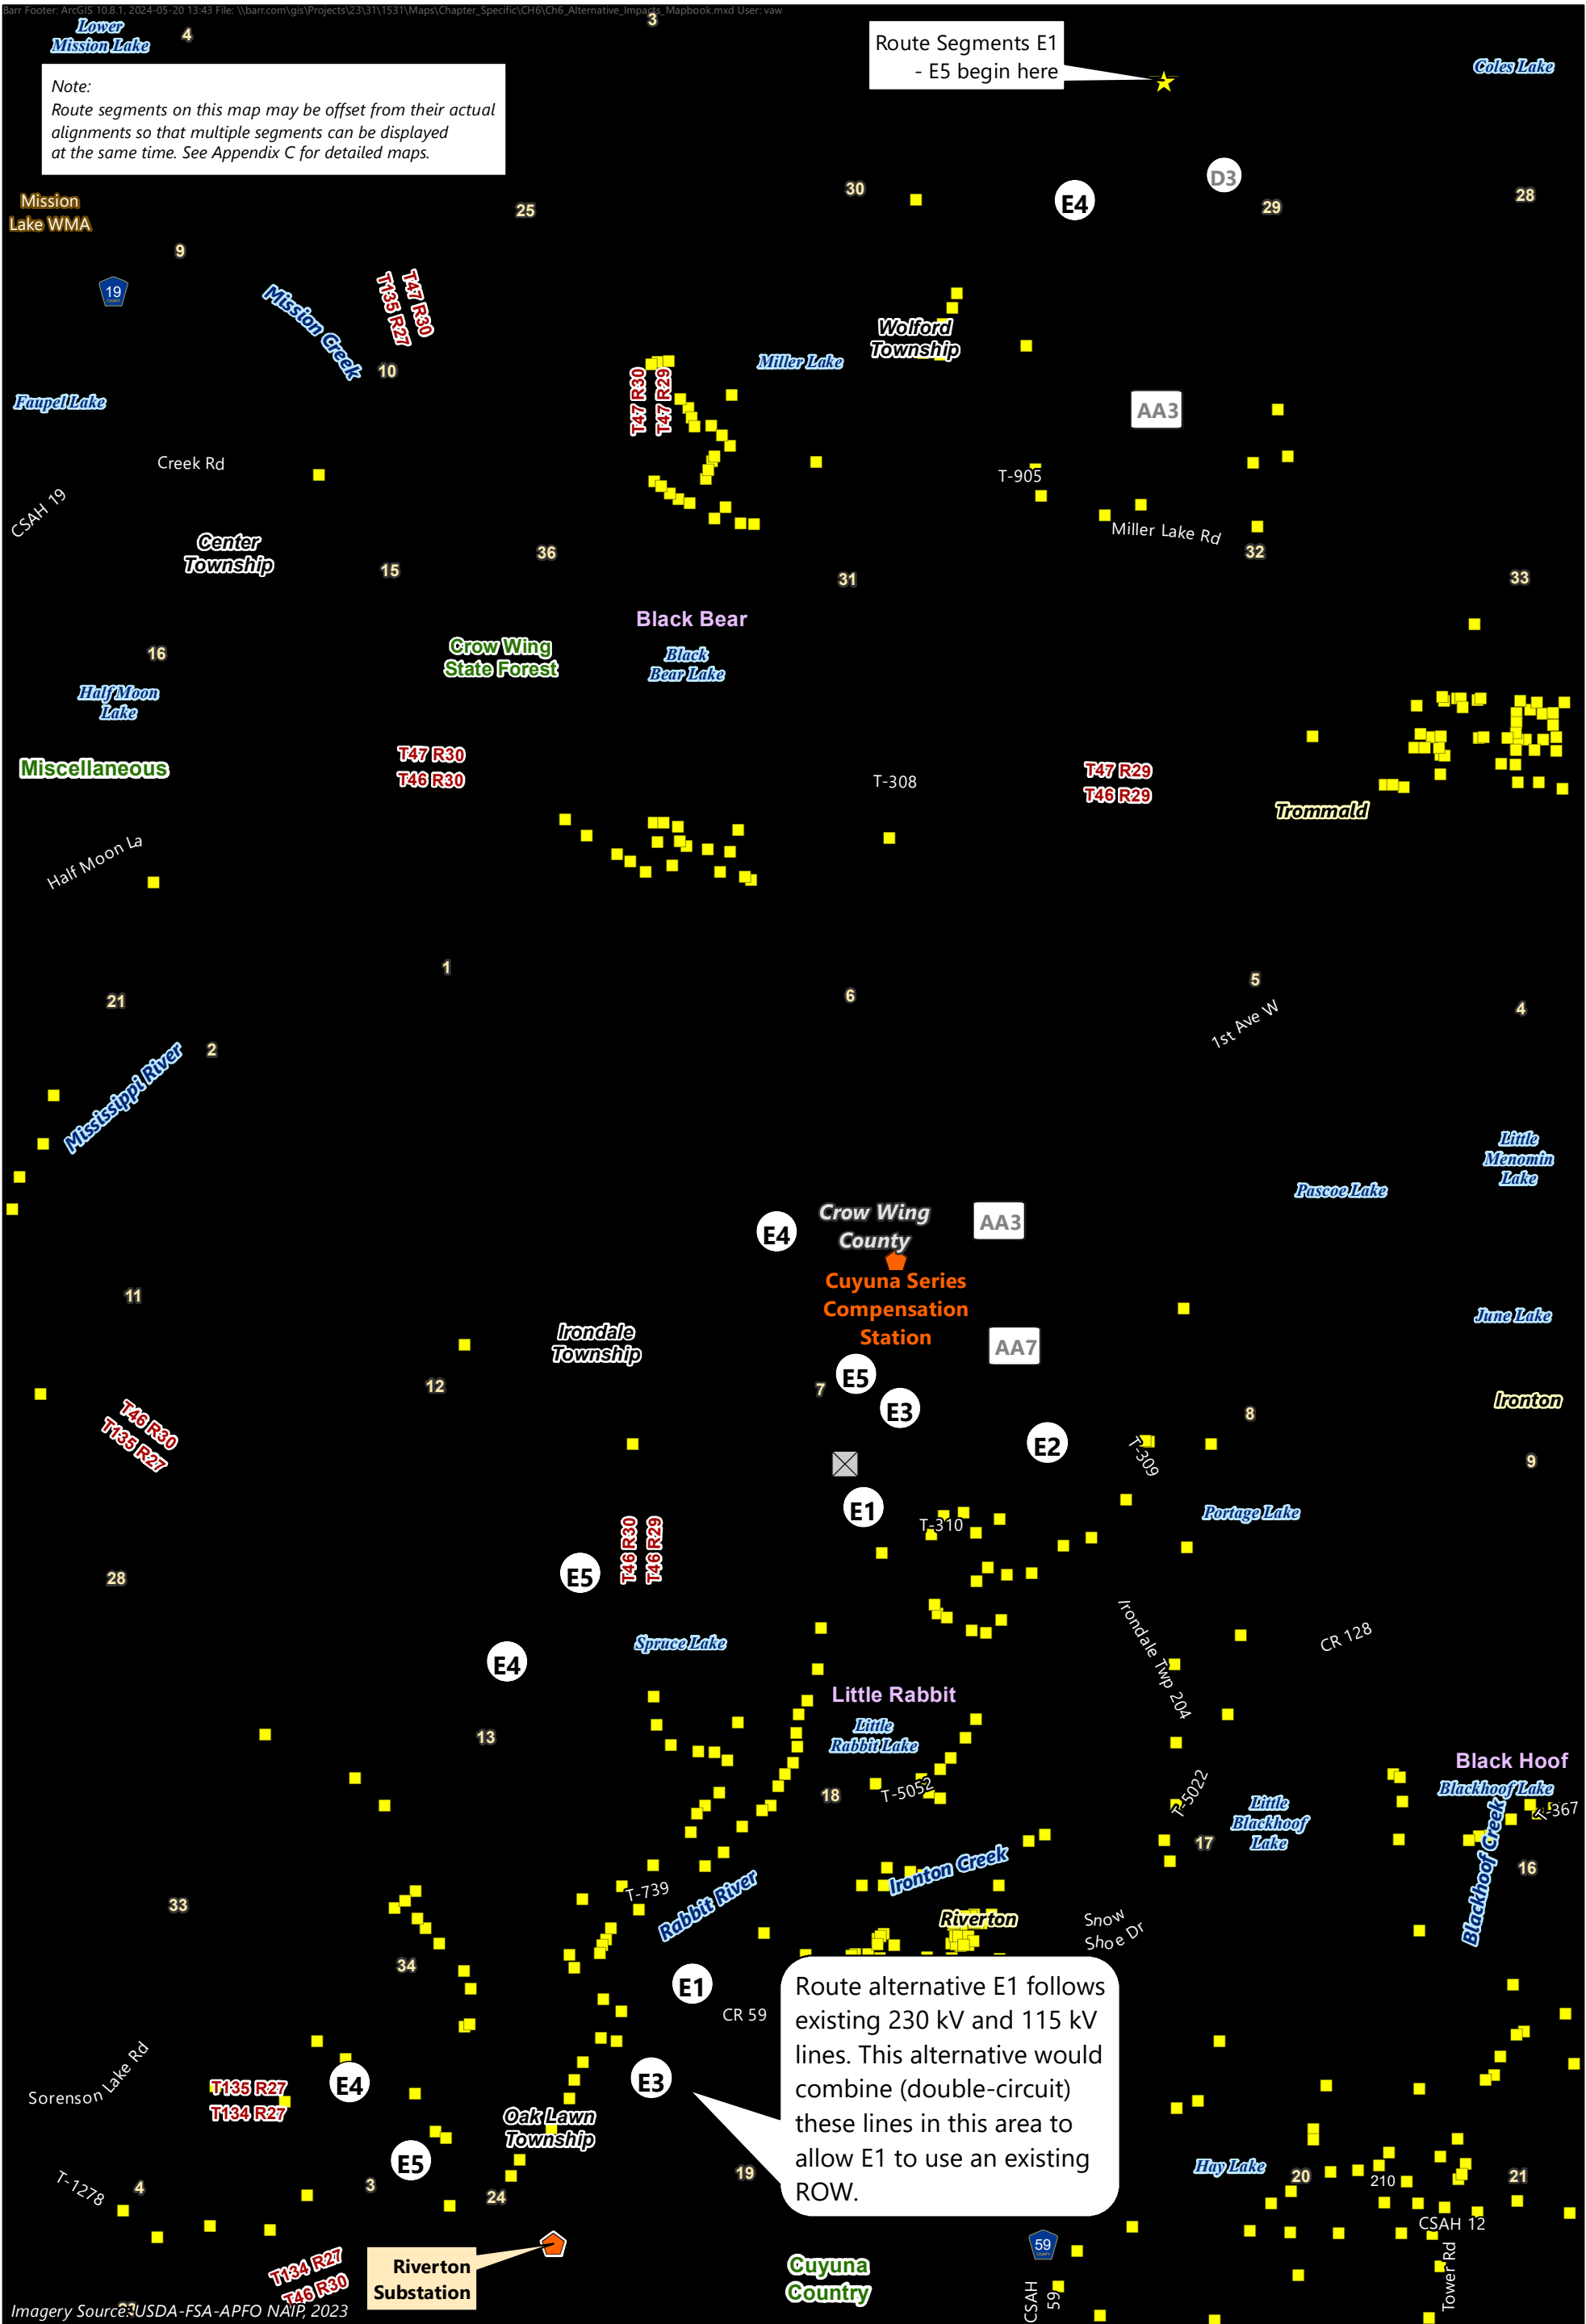 Barr Footer: ArcGIS 10.8.1, 2024-05-20 13:43 File: \\barr.com\gis\Projects\23\31\1531\Maps\Chapter_Specific\CH6\Ch6_Alternative_Impacts_Mapbook.mxd User: vaw
Lower
Mission Lake
4
3
Route Segments E1
- E5 begin here
Coles Lake
Note:
Route segments on this map may be offset from their actual
alignments so that multiple segments can be displayed
at the same time. See Appendix C for detailed maps.
Mission
Lake WMA
25
30
E4
D3
29
28
9
19
COUNTY
Mission Creek
T47 R30
T135 R27
10
Wolford
Township
Miller Lake
T47 R30
T47 R29
AA3
Faupel Lake
Creek Rd
CSAH 19
T-905
Miller Lake Rd
Center
Township
15
36
31
32
33
Black Bear
Black
Bear Lake
Crow Wing
State Forest
16
Half Moon
Lake
Miscellaneous
T47 R30
T46 R30
T-308
T47 R29
T46 R29
Trommald
Half Moon La
1
6
5
4
21
1st Ave W
2
Mississippi River
Little
Menomin
Lake
Pascoe Lake
E4
Crow Wing
County
AA3
Cuyuna Series
Compensation
Station
11
June Lake
Irondale
Township
AA7
E5
12
7
E3
8
Ironton
T46 R30
T135 R27
E2
T-309
9
E1
T-310
Portage Lake
T46 R30
T46 R29
E5
28
Irondale Twp 204
CR 128
Spruce Lake
E4
Little Rabbit
Little
Rabbit Lake
13
Black Hoof
Blackhoof Lake
18
T-5052
T-5022
Little
Blackhoof
Lake
T-367
17
Blackhoof Creek
16
Ironton Creek
T-739
Rabbit River
33
Riverton
Snow
Shoe Dr
34
E1
CR 59
Route alternative E1 follows
existing 230 kV and 115 kV
lines. This alternative would
combine (double-circuit)
these lines in this area to
allow E1 to use an existing
ROW.
Sorenson Lake Rd
E4
E3
T135 R27
T134 R27
Oak Lawn
Township
E5
Hay Lake
T-1278
4
3
24
19
20
210
21
CSAH 12
59
COUNTY
Tower Rd
Riverton
Substation
T134 R27
T46 R30
Cuyuna
Country
CSAH
59
Imagery Source: USDA-FSA-APFO NAIP, 2023